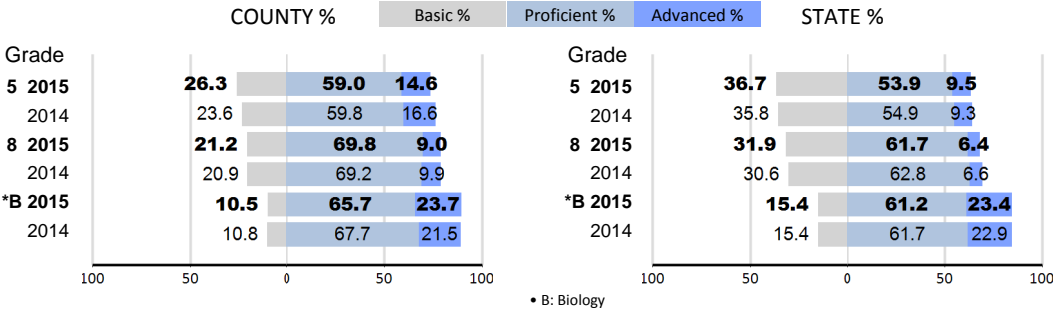 COUNTY % Basic % Proficient % Advanced % STATE %
Grade Grade
5 2015 26.3 59.0 14.6 5 2015 36.7 53.9 9.5
2014 23.6 59.8 16.6 2014 35.8 54.9 9.3
8 2015 21.2 69.8 9.0 8 2015 31.9 61.7 6.4
2014 20.9 69.2 9.9 2014 30.6 62.8 6.6
*B 2015 10.5 65.7 23.7 *B 2015 15.4 61.2 23.4
2014 10.8 67.7 21.5 2014 15.4 61.7 22.9
100 50 0 50 100 100 50 0 50 100
• B: Biology